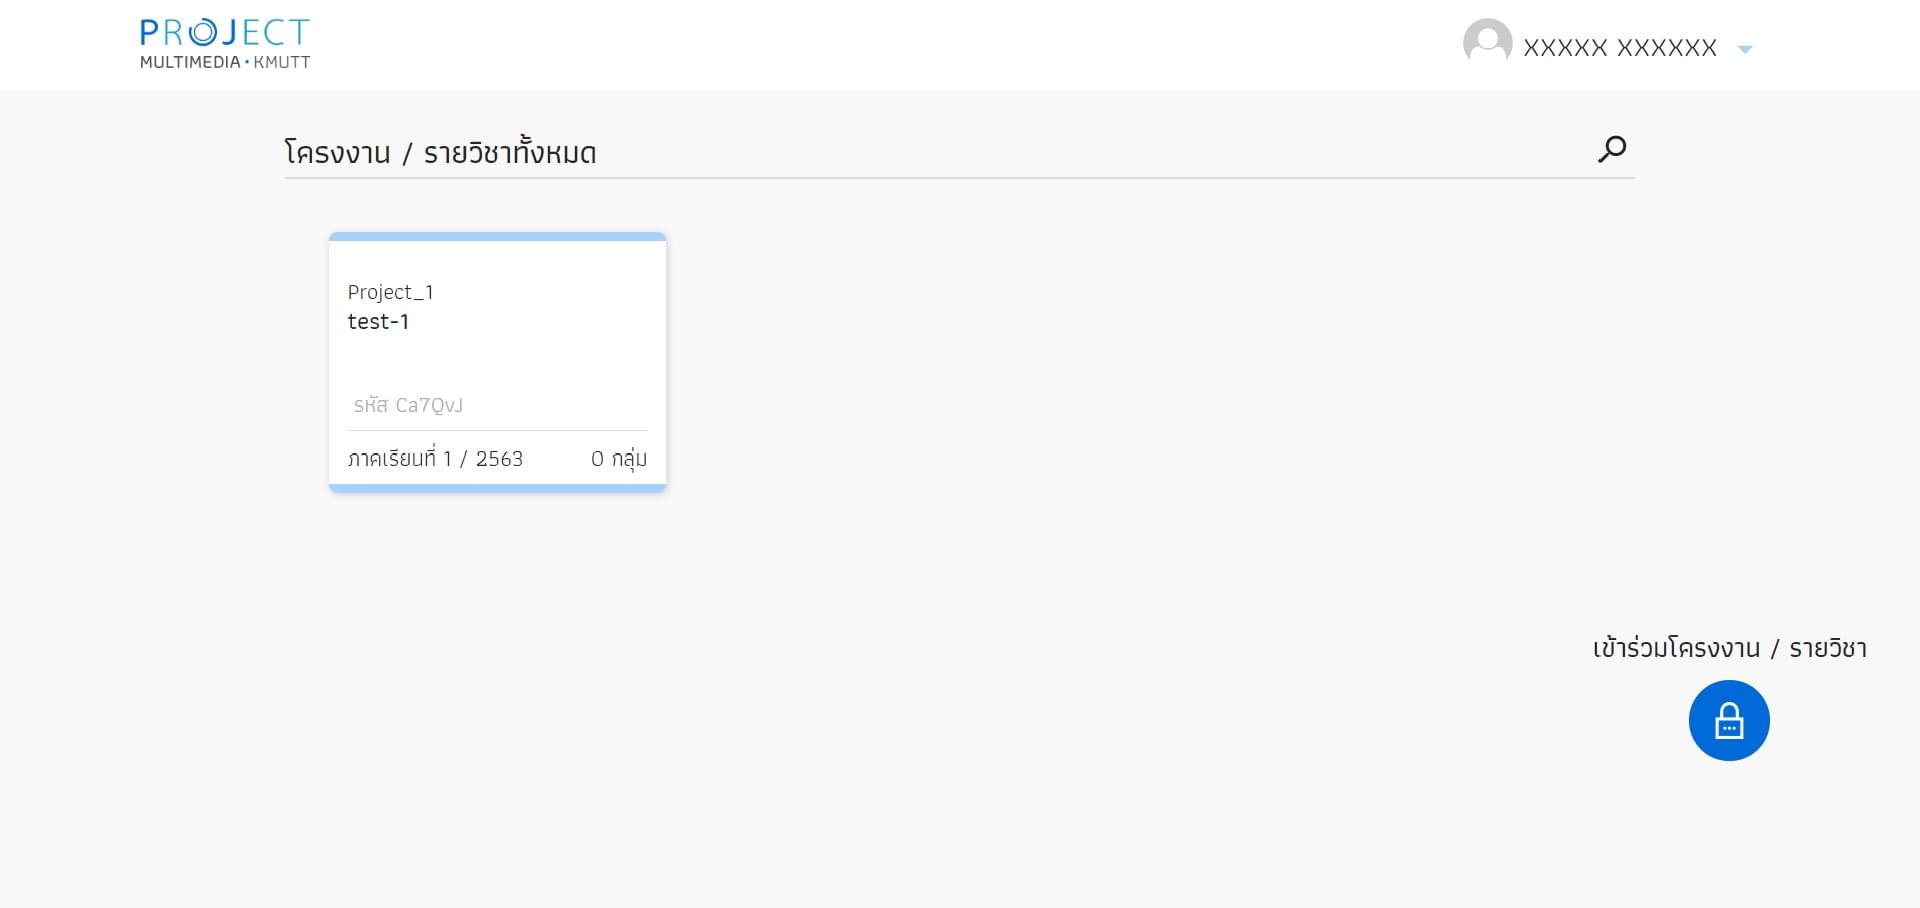 PROJECT
MULTIMEDIA • KMUTT
XXXXX XXXXXX
โครงงาน / รายวิชาทั้งหมด
Project_1
test-1
รหัส Ca7QvJ
ภาคเรียนที่ 1 / 2563
0 กลุ่ม
เข้าร่วมโครงงาน / รายวิชา